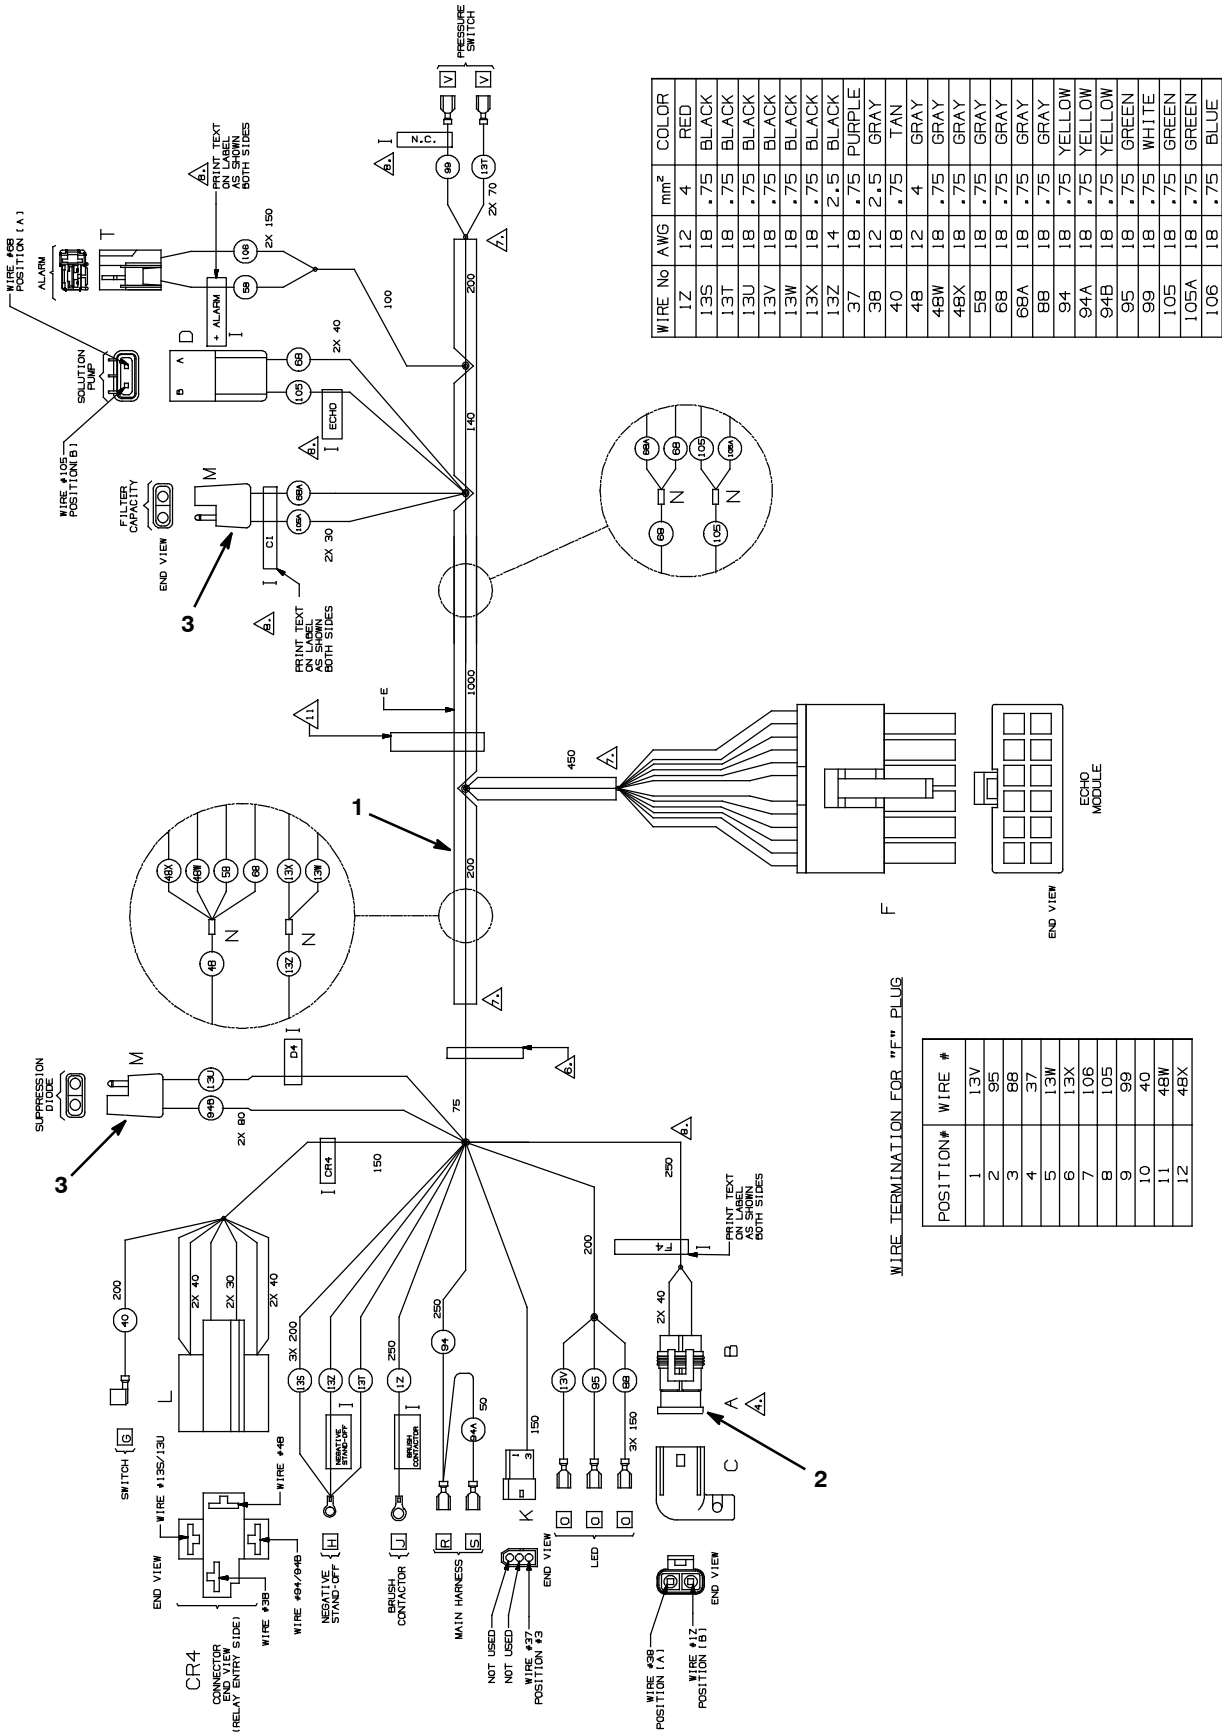 PRESSURE
SWITCH
V
V
N.C.
I
8.
99
13T
2X 70
7.
200
PRINT TEXT
ON LABEL
AS SHOWN
BOTH SIDES
8.
ALARM
T
WIRE #68
POSITION [A]
106
58
2X 150
+ ALARM
I
100
SOLUTION
PUMP
D
A
B
WIRE #105
POSITION[B]
68
105
2X 40
ECHO
I
8.
140
FILTER
CAPACITY
END VIEW
M
3
68A
105A
C1
I
2X 30
8.
PRINT TEXT
ON LABEL
AS SHOWN
BOTH SIDES
68A
68
105
105A
N
N
68
105
1000
E
11
450
7.
1
200
7.
48X
48W
58
68
13X
13W
N
N
48
13Z
F
END VIEW
ECHO
MODULE
SUPPRESSION
DIODE
M
3
13U
94B
2X 80
D4
I
6.
75
CR4
I
150
200
40
SWITCH
G
L
2X 40
2X 30
2X 40
CR4
CONNECTOR
END VIEW
(RELAY ENTRY SIDE)
END VIEW
WIRE #13S/13U
WIRE #48
WIRE #38
WIRE #94/94B
3X 200
13S
13Z
13T
NEGATIVE
STAND-OFF
I
H
NEGATIVE
STAND-OFF
250
1Z
BRUSH
CONTACTOR
I
J
BRUSH
CONTACTOR
250
94
94A
50
R
S
MAIN HARNESS
150
1
3
K
END VIEW
NOT USED
NOT USED
WIRE #37
POSITION #3
200
13V
95
88
3X 150
O
O
O
LED
250
8.
F4
I
PRINT TEXT
ON LABEL
AS SHOWN
BOTH SIDES
2X 40
B
A
4.
2
C
END VIEW
WIRE #38
POSITION [A]
WIRE #1Z
POSITION [B]
WIRE No AWG mm² COLOR
1Z 12 4 RED
13S 18 .75 BLACK
13T 18 .75 BLACK
13U 18 .75 BLACK
13V 18 .75 BLACK
13W 18 .75 BLACK
13X 18 .75 BLACK
13Z 14 2.5 BLACK
37 18 .75 PURPLE
38 12 2.5 GRAY
40 18 .75 TAN
48 12 4 GRAY
48W 18 .75 GRAY
48X 18 .75 GRAY
58 18 .75 GRAY
68 18 .75 GRAY
68A 18 .75 GRAY
88 18 .75 GRAY
94 18 .75 YELLOW
94A 18 .75 YELLOW
94B 18 .75 YELLOW
95 18 .75 GREEN
99 18 .75 WHITE
105 18 .75 GREEN
105A 18 .75 GREEN
106 18 .75 BLUE
WIRE TERMINATION FOR "F" PLUG
POSITION# WIRE #
1 13V
2 95
3 88
4 37
5 13W
6 13X
7 106
8 105
9 99
10 40
11 48W
12 48X